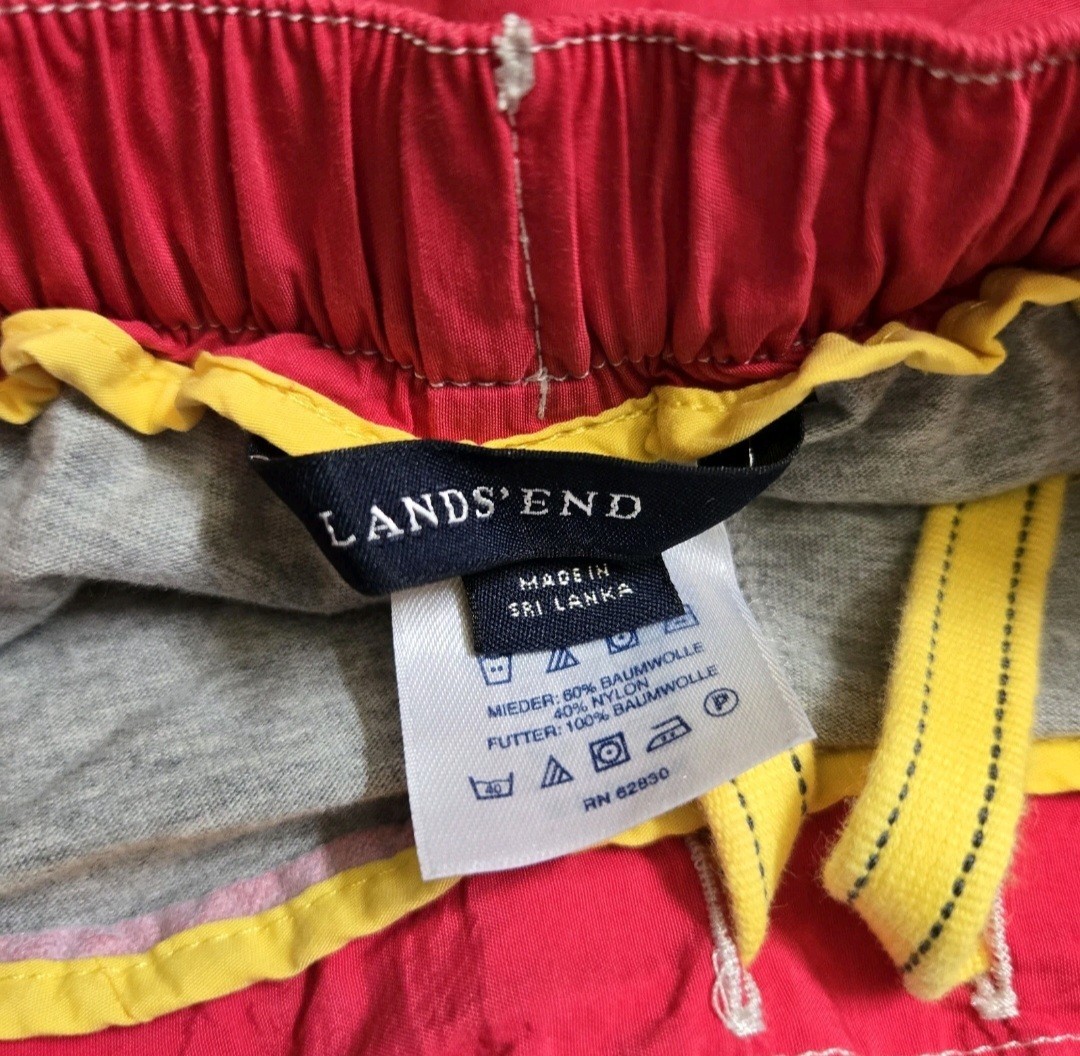 LANDS' END
MADE IN
SRI LANKA
MIEDER: 60% BAUMWOLLE
40% NYLON
FUTTER: 100% BAUMWOLLE
P
40
RN 62830